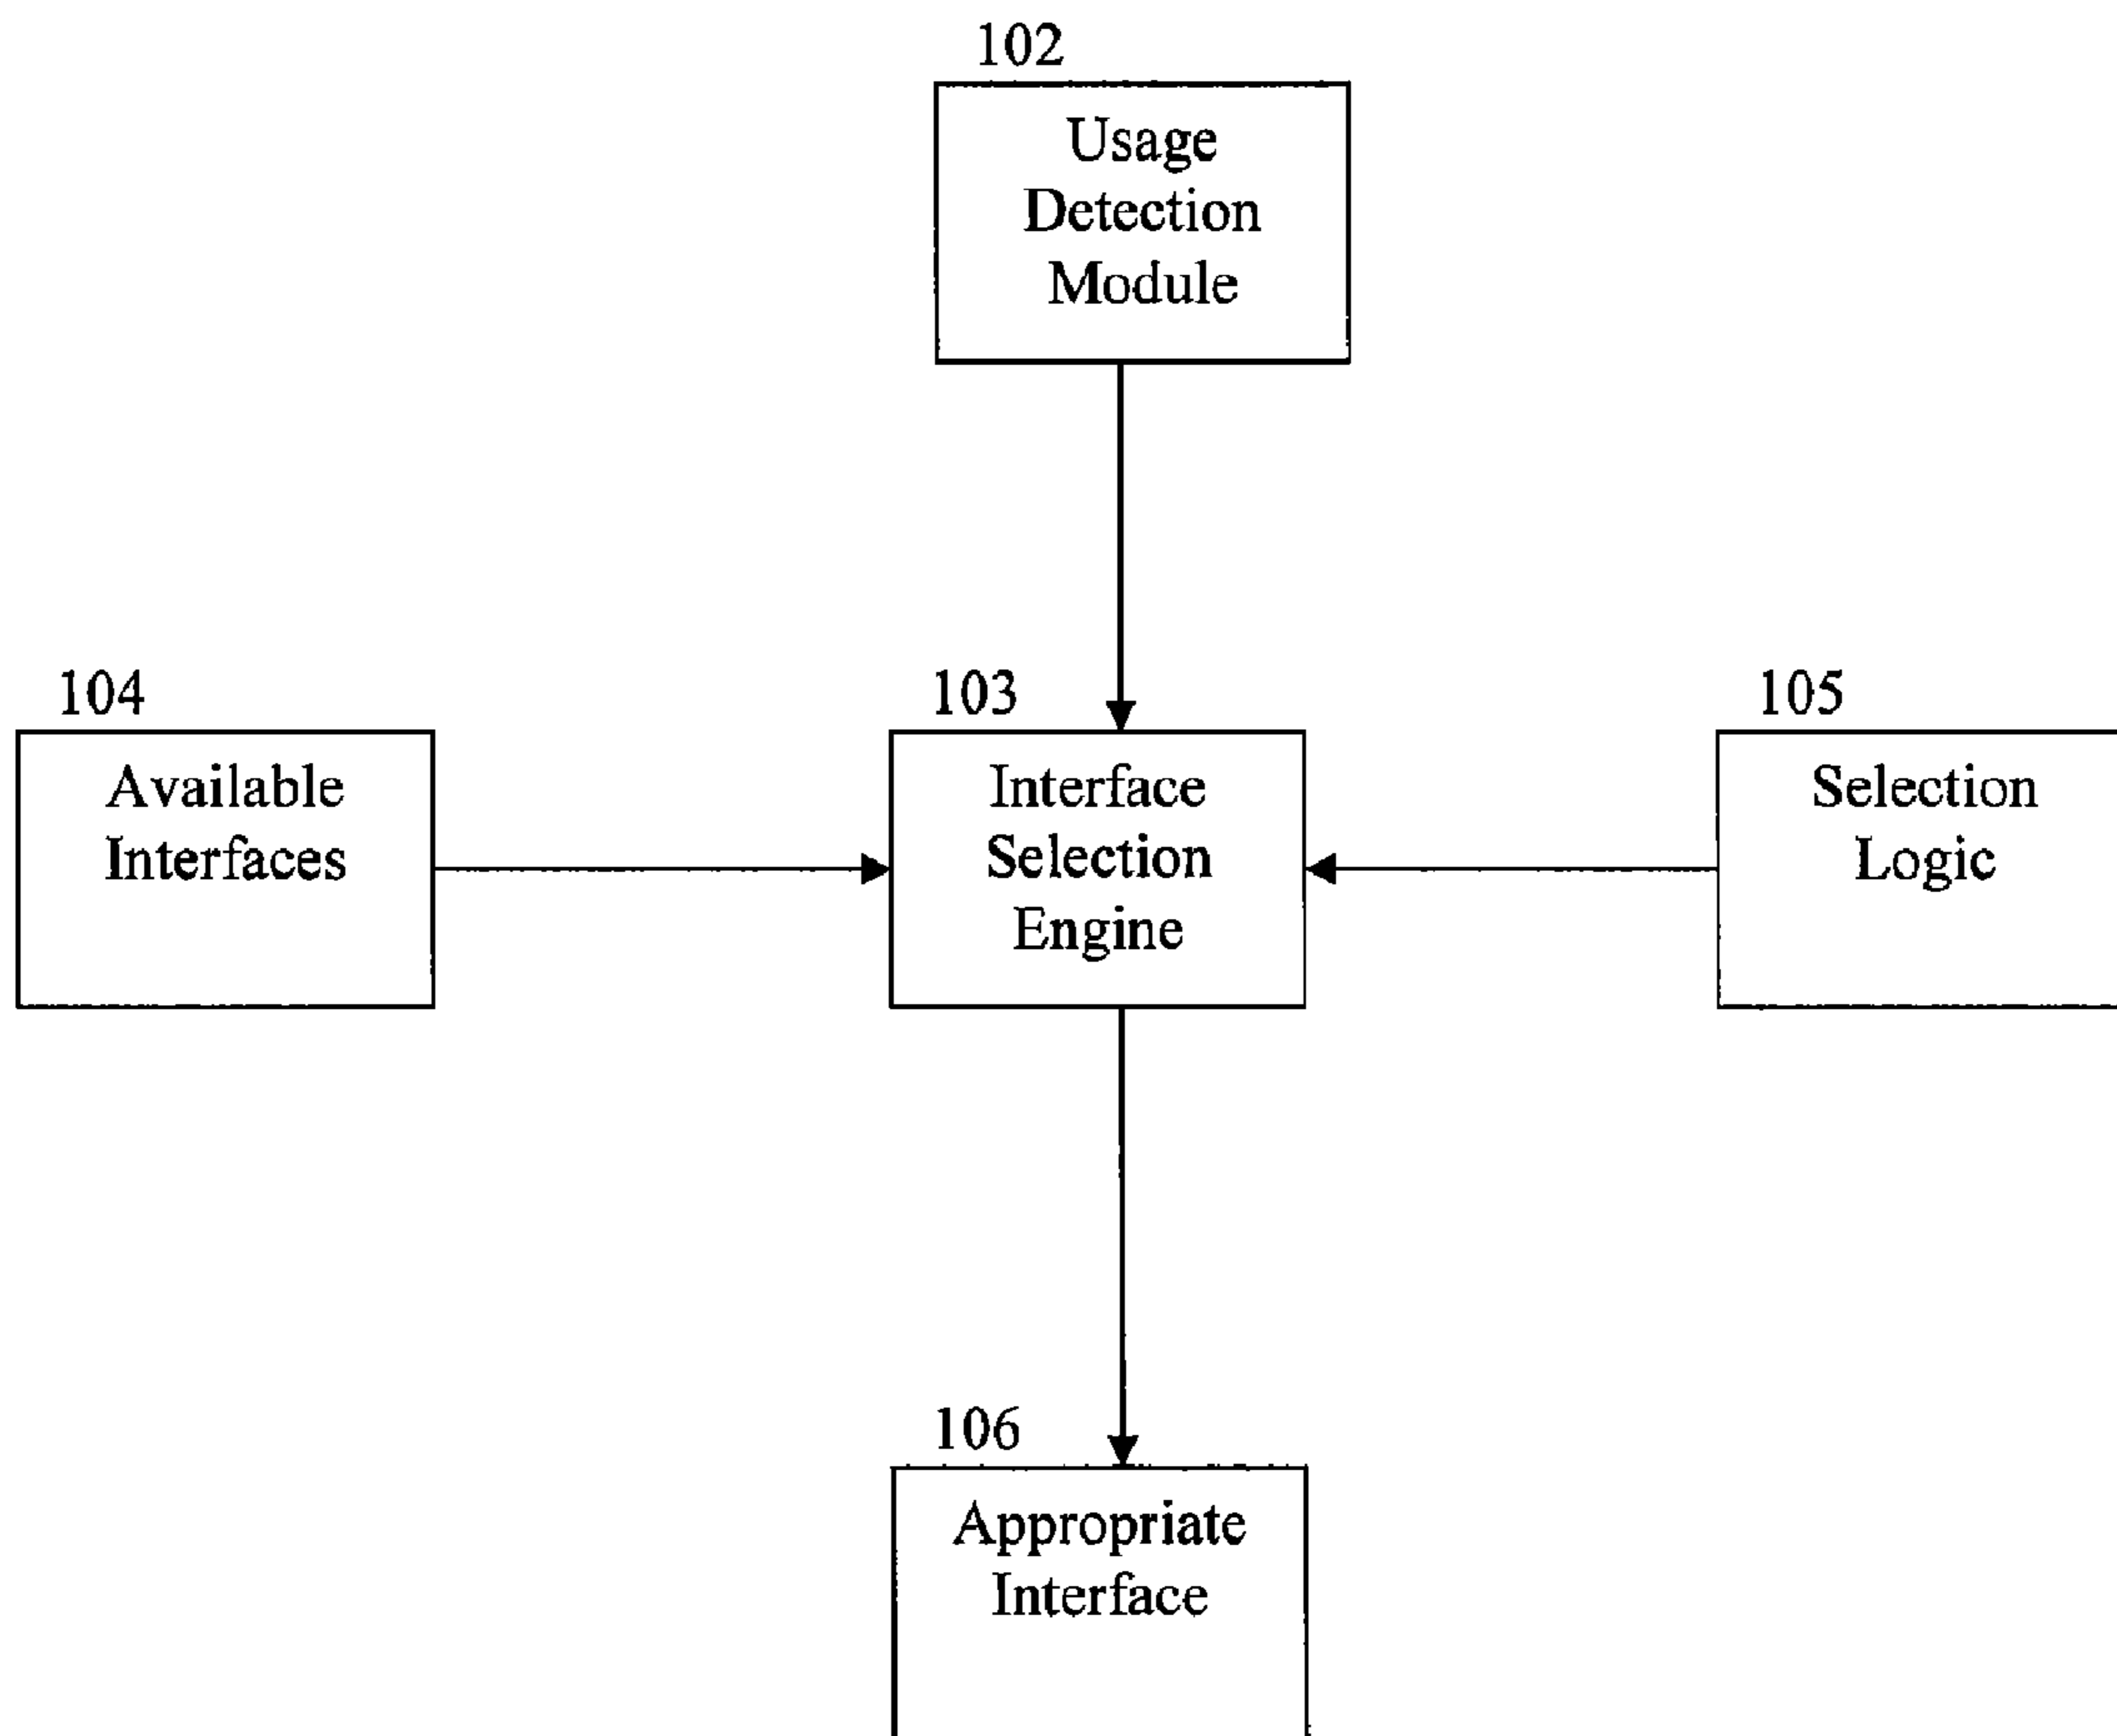 102
Usage
Detection
Module
104
Available
Interfaces
103
Interface
Selection
Engine
105
Selection
Logic
106
Appropriate
Interface